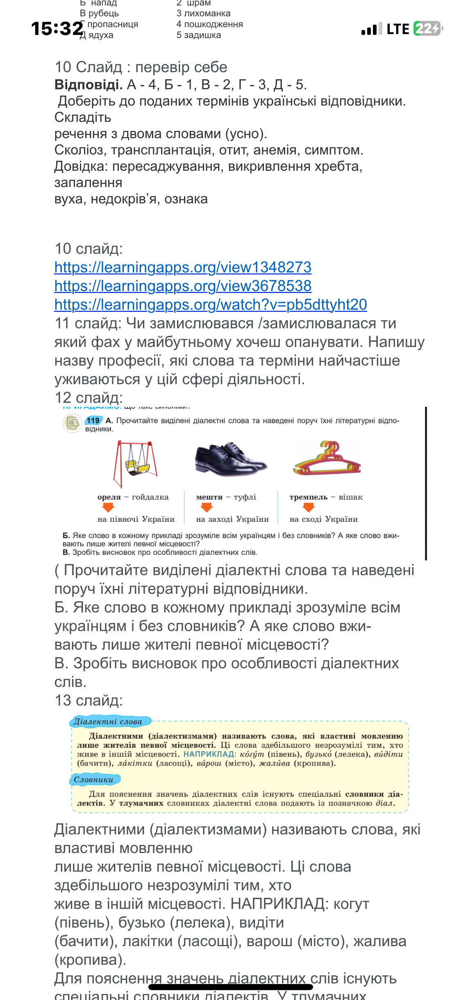 Б напад
2 шрам
В рубець
3 лихоманка
Г пропасниця
4 пошкодження
Д ядуха
5 задишка
15:32
LTE 22
10 Слайд : перевір себе
Відповіді. А - 4, Б - 1, В - 2, Г - 3, Д - 5.
Доберіть до поданих термінів українські відповідники.
Складіть
речення з двома словами (усно).
Сколіоз, трансплантація, отит, анемія, симптом.
Довідка: пересаджування, викривлення хребта,
запалення
вуха, недокрів’я, ознака
10 слайд:
https://learningapps.org/view1348273
https://learningapps.org/view3678538
https://learningapps.org/watch?v=pb5dttyht20
11 слайд: Чи замислювався /замислювалася ти
який фах у майбутньому хочеш опанувати. Напишу
назву професії, які слова та терміни найчастіше
уживаються у цій сфері діяльності.
12 слайд:
ПРИГАДАЙМО. Що таке синоніми?
119 А. Прочитайте виділені діалектні слова та наведені поруч їхні літературні відпо-
відники.
ореля – гойдалка
на півночі України
мешти – туфлі
на заході України
тремпель – вішак
на сході України
Б. Яке слово в кожному прикладі зрозуміле всім українцям і без словників? А яке слово вжи-
вають лише жителі певної місцевості?
В. Зробіть висновок про особливості діалектних слів.
( Прочитайте виділені діалектні слова та наведені
поруч їхні літературні відповідники.
Б. Яке слово в кожному прикладі зрозуміле всім
українцям і без словників? А яке слово вжи-
вають лише жителі певної місцевості?
В. Зробіть висновок про особливості діалектних
слів.
13 слайд:
Діалектні слова
Діалектними (діалектизмами) називають слова, які властиві мовленню
лише жителів певної місцевості. Ці слова здебільшого незрозумілі тим, хто
живе в іншій місцевості. НАПРИКЛАД: ко́гу́т (півень), бузько́ (лелека), ви́діти
(бачити), ла́кітки (ласощі), ва́рош (місто), жали́ва (кропива).
Словники
Для пояснення значень діалектних слів існують спеціальні словники діа-
лектів. У тлумачних словниках діалектні слова подають із позначкою діал.
Діалектними (діалектизмами) називають слова, які
властиві мовленню
лише жителів певної місцевості. Ці слова
здебільшого незрозумілі тим, хто
живе в іншій місцевості. НАПРИКЛАД: когут
(півень), бузько (лелека), видіти
(бачити), лакітки (ласощі), варош (місто), жалива
(кропива).
Для пояснення значень діалектних слів існують
спеціальні словники діалектів. У тлумачних